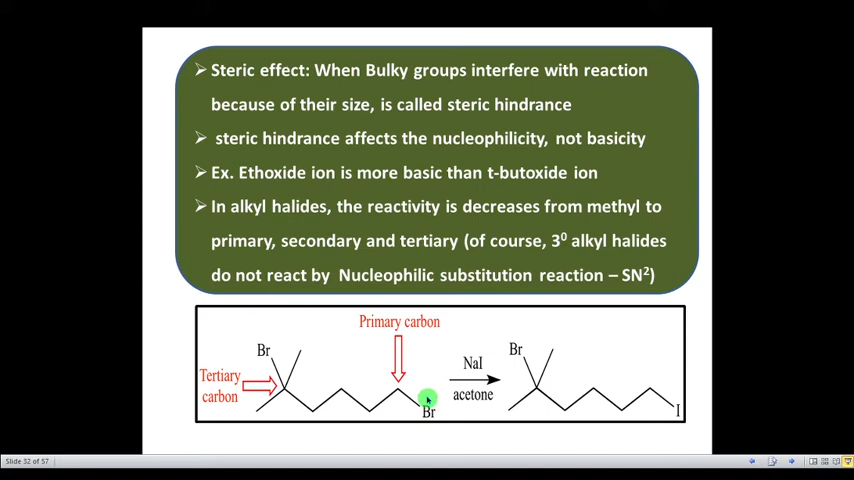 ➢ Steric effect: When Bulky groups interfere with reaction
because of their size, is called steric hindrance
➢ steric hindrance affects the nucleophilicity, not basicity
➢ Ex. Ethoxide ion is more basic than t-butoxide ion
➢ In alkyl halides, the reactivity is decreases from methyl to
primary, secondary and tertiary (of course, 3⁰ alkyl halides
do not react by Nucleophilic substitution reaction – SN²)
Primary carbon
Br
Tertiary
carbon
Br
NaI
acetone
Br
I
Slide 32 of 57